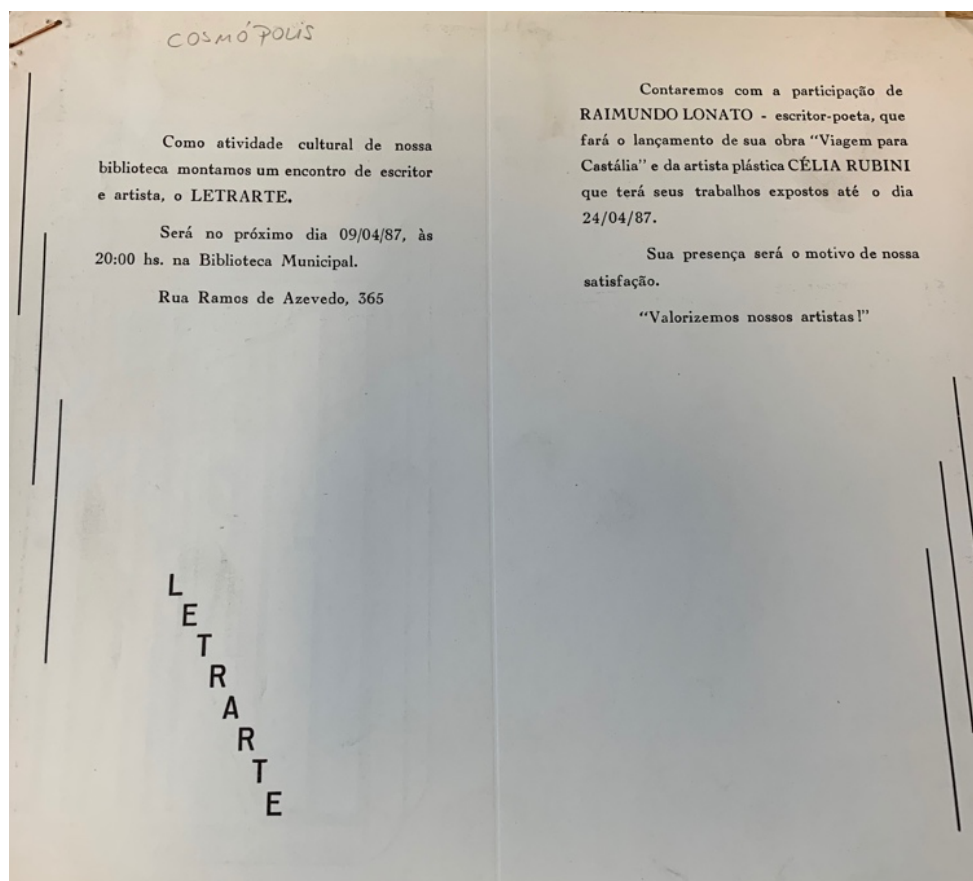 COSMÓPOLIS
Como atividade cultural de nossa
biblioteca montamos um encontro de escritor
e artista, o LETRARTE.
Será no próximo dia 09/04/87, às
20:00 hs. na Biblioteca Municipal.
Rua Ramos de Azevedo, 365
LETRARTE
Contaremos com a participação de
RAIMUNDO LONATO - escritor-poeta, que
fará o lançamento de sua obra “Viagem para
Castália” e da artista plástica CÉLIA RUBINI
que terá seus trabalhos expostos até o dia
24/04/87.
Sua presença será o motivo de nossa
satisfação.
“Valorizemos nossos artistas!”